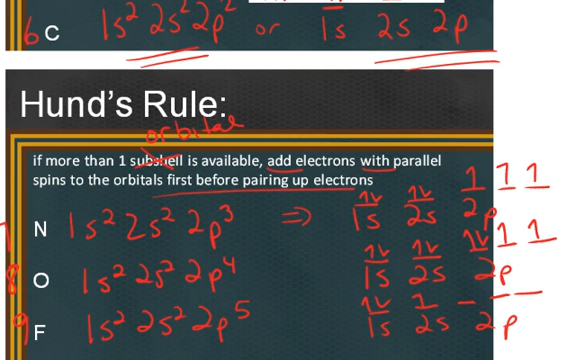 6 C 1s² 2s² 2p² or 1s 2s 2p
Hund's Rule:
orbital
if more than 1 subshell is available, add electrons with parallel
spins to the orbitals first before pairing up electrons
7 N 1s² 2s² 2p³ ⇒ 1s 2s 2p
8 O 1s² 2s² 2p⁴ 1s 2s 2p
9 F 1s² 2s² 2p⁵ 1s 2s 2p